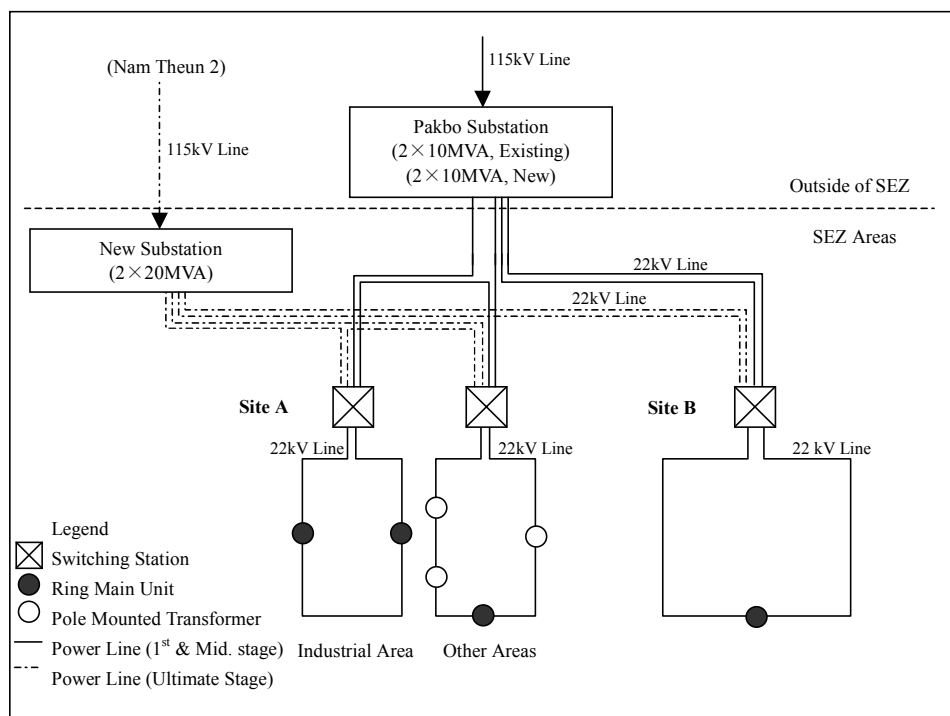 (Nam Theun 2)
115kV Line
115kV Line
Pakbo Substation
(2×10MVA, Existing)
(2×10MVA, New)
Outside of SEZ
SEZ Areas
New Substation
(2×20MVA)
22kV Line
22kV Line
Site A
Site B
22kV Line
22kV Line
22 kV Line
Legend
Switching Station
Ring Main Unit
Pole Mounted Transformer
Power Line (1st & Mid. stage)
Power Line (Ultimate Stage)
Industrial Area
Other Areas